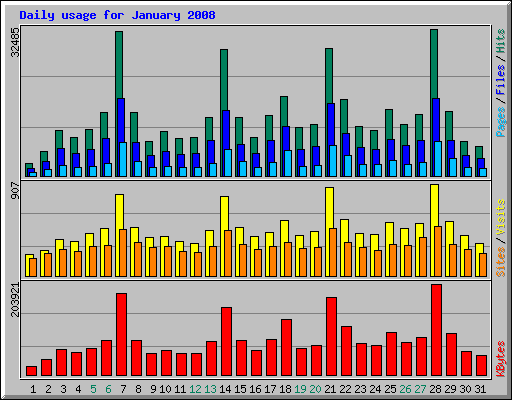 Daily usage for January 2008
32485
Pages / Files / Hits
907
Sites / Visits
203921
KBytes
1 2 3 4 5 6 7 8 9 10 11 12 13 14 15 16 17 18 19 20 21 22 23 24 25 26 27 28 29 30 31